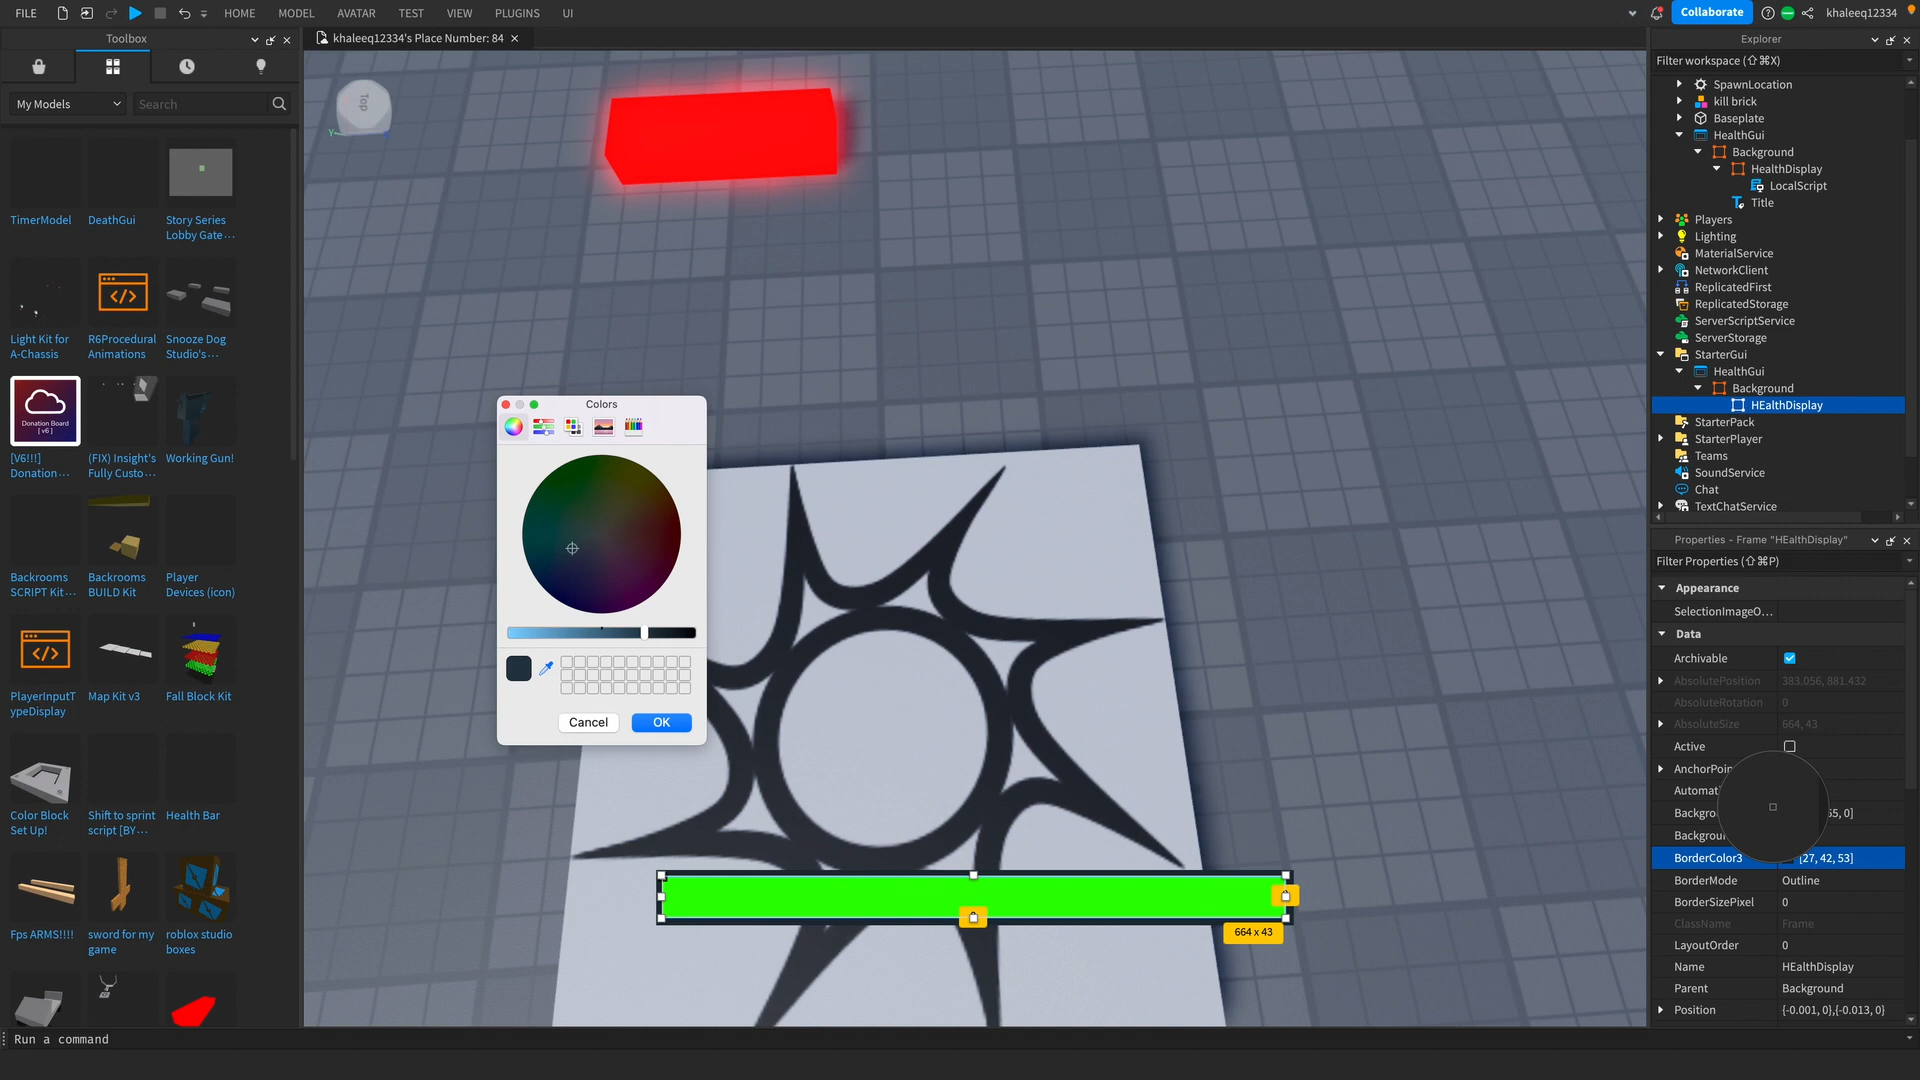 FILE
HOME
MODEL
AVATAR
TEST
VIEW
PLUGINS
UI
Collaborate
khaleeq12334
Toolbox
khaleeq12334's Place Number: 84
Explorer
My Models
Search
TimerModel
DeathGui
Story Series
Lobby Gate...
Light Kit for
A-Chassis
R6Procedural
Animations
Snooze Dog
Studio's...
Donation Board
[ v6 ]
[V6!!!]
Donation...
(FIX) Insight's
Fully Custo...
Working Gun!
Backrooms
SCRIPT Kit...
Backrooms
BUILD Kit
Player
Devices (icon)
PlayerInputT
ypeDisplay
Map Kit v3
Fall Block Kit
Color Block
Set Up!
Shift to sprint
script [BY-...
Health Bar
Fps ARMS!!!!
sword for my
game
roblox studio
boxes
Top
Y
Colors
Cancel
OK
664 x 43
Filter workspace (⇧⌘X)
SpawnLocation
kill brick
Baseplate
HealthGui
Background
HealthDisplay
LocalScript
Title
Players
Lighting
MaterialService
NetworkClient
ReplicatedFirst
ReplicatedStorage
ServerScriptService
ServerStorage
StarterGui
HealthGui
Background
HEalthDisplay
StarterPack
StarterPlayer
Teams
SoundService
Chat
TextChatService
Properties - Frame "HEalthDisplay"
Filter Properties (⇧⌘P)
Appearance
SelectionImageO...
Data
Archivable
AbsolutePosition 383.056, 881.432
AbsoluteRotation 0
AbsoluteSize 664, 43
Active
AnchorPoin
Automat
Backgro 55, 0]
Backgroun
BorderColor3 [27, 42, 53]
BorderMode Outline
BorderSizePixel 0
ClassName Frame
LayoutOrder 0
Name HEalthDisplay
Parent Background
Position {-0.001, 0},{-0.013, 0}
Run a command